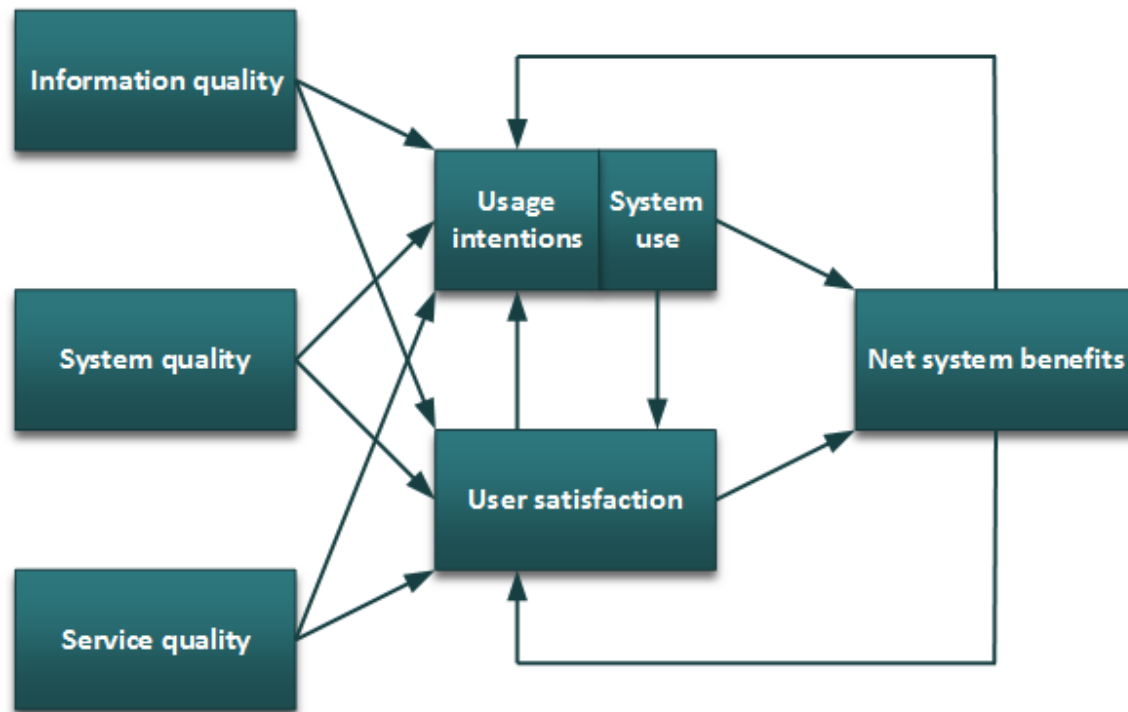 Information quality
Usage
intentions
System
use
System quality
Net system benefits
User satisfaction
Service quality